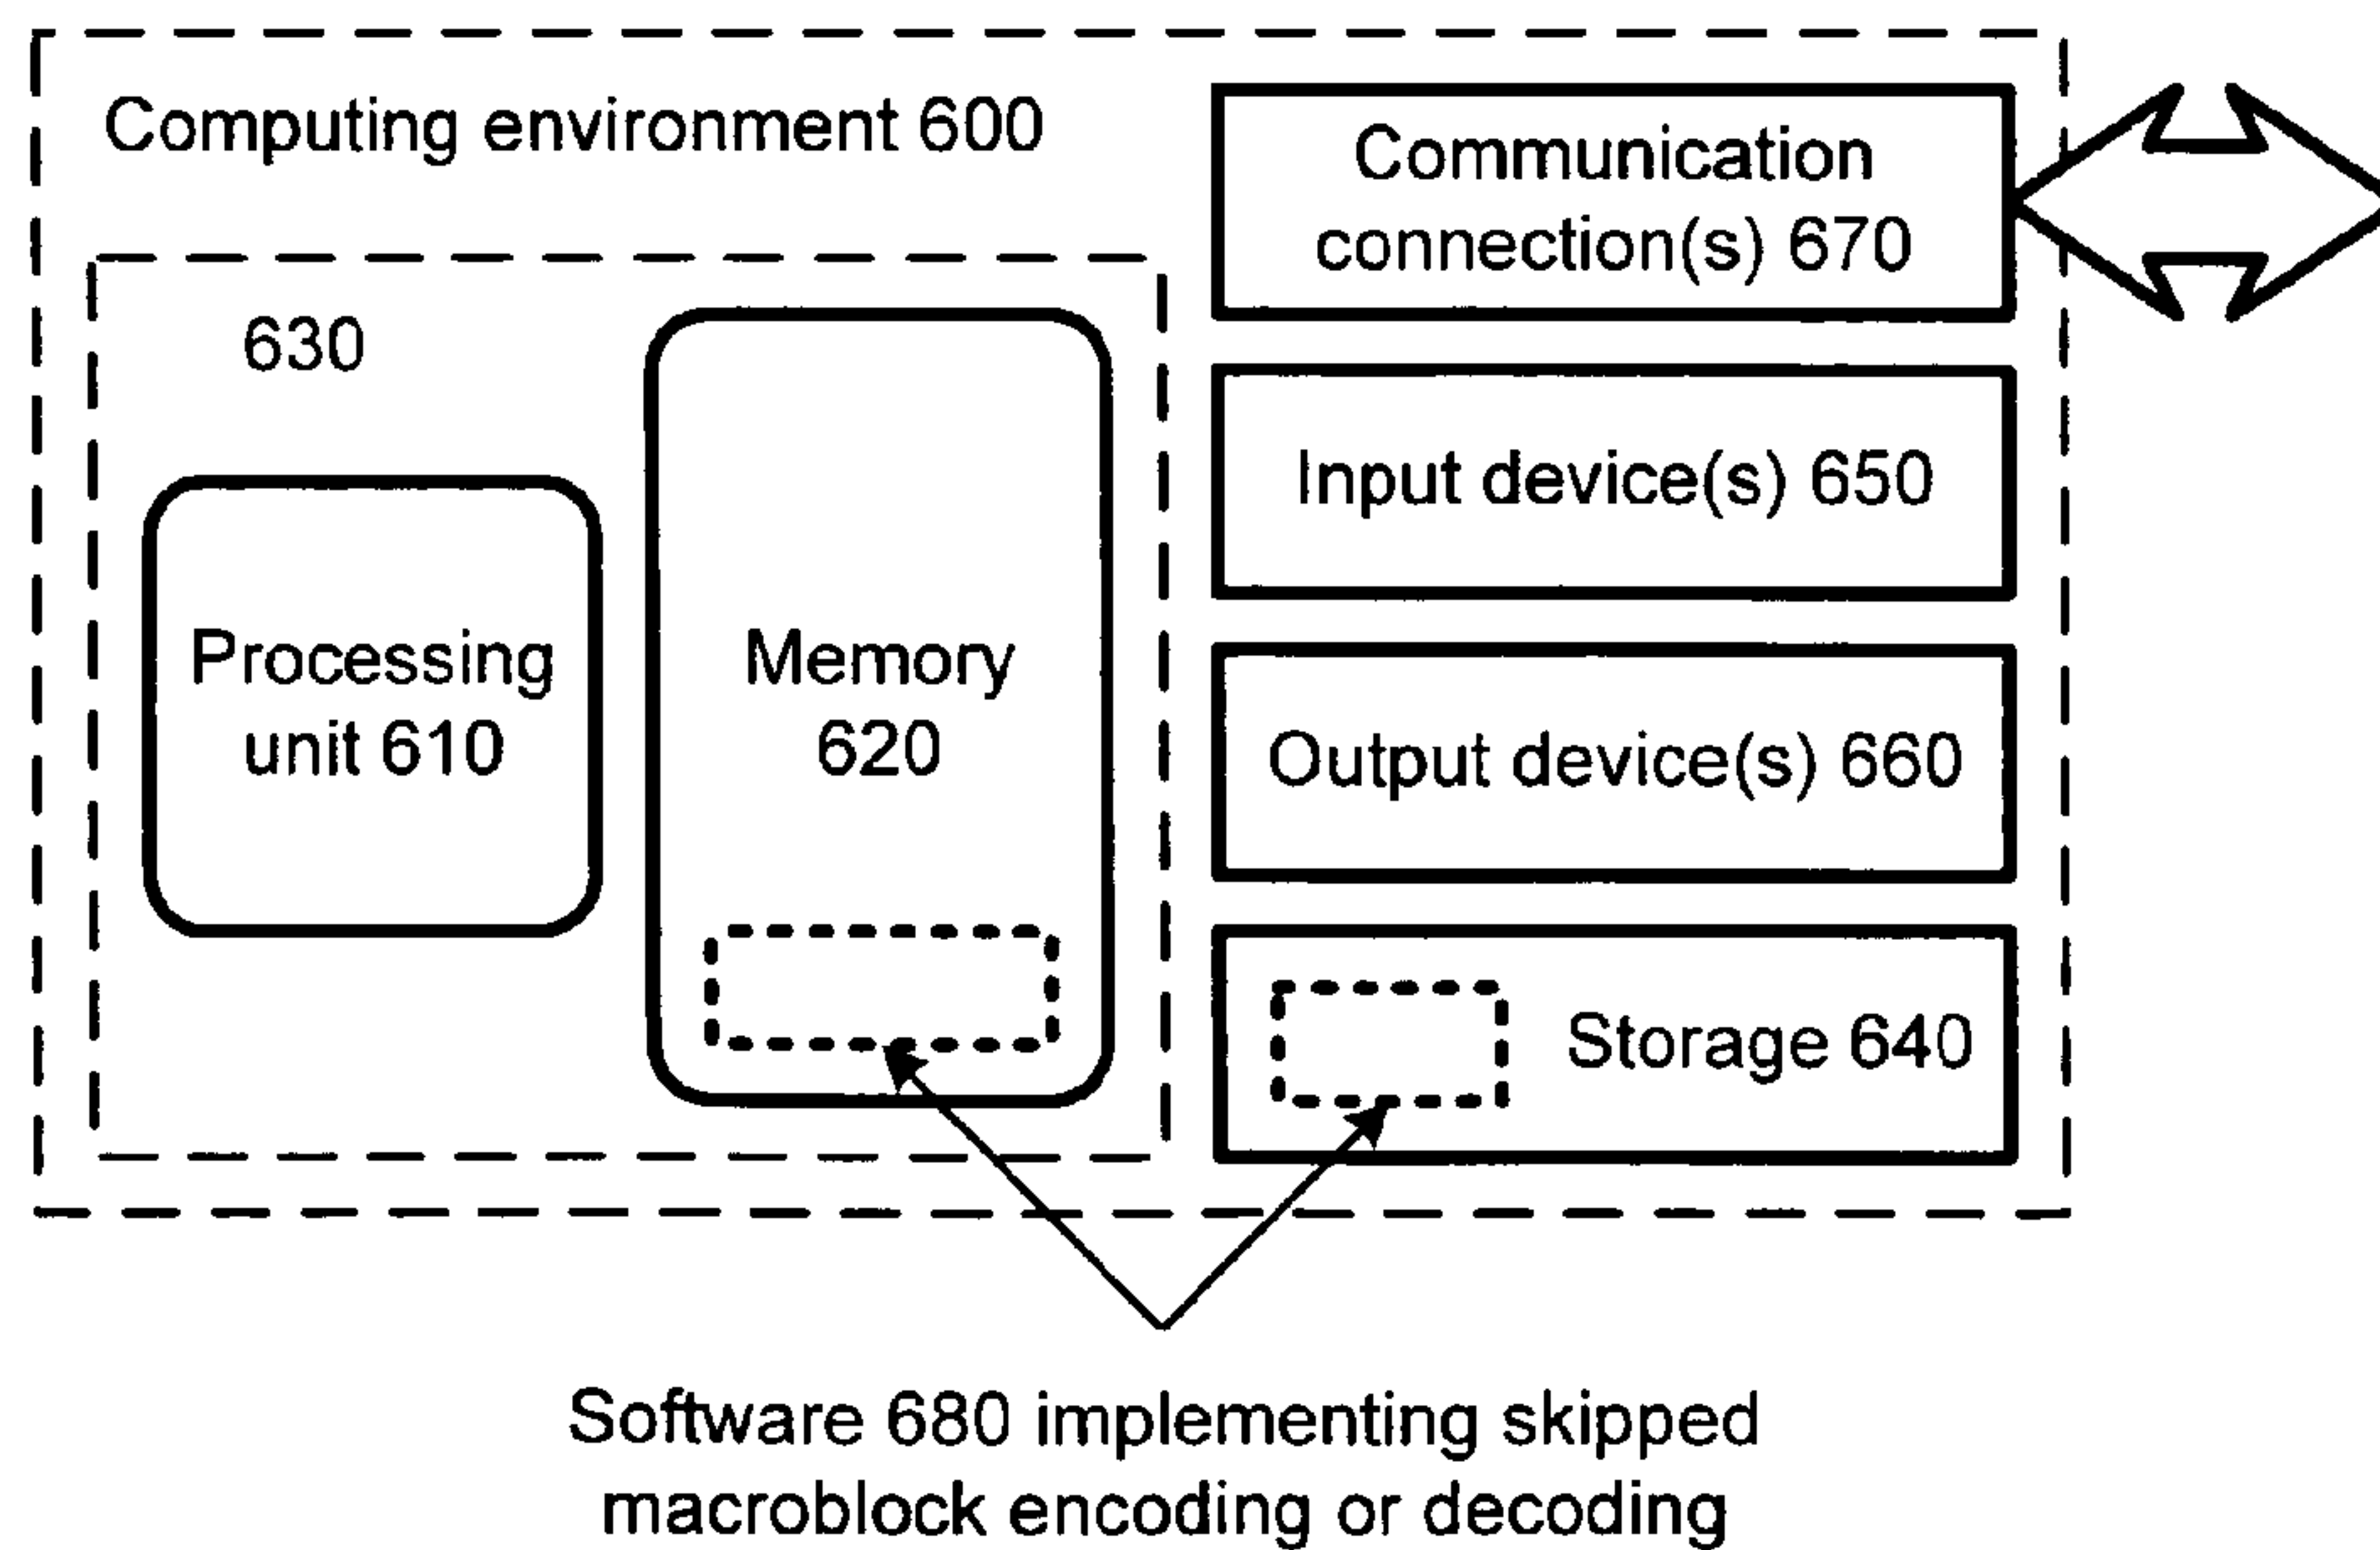 Computing environment 600
Communication
connection(s) 670
630
Input device(s) 650
Processing
unit 610
Memory
620
Output device(s) 660
Storage 640
Software 680 implementing skipped
macroblock encoding or decoding